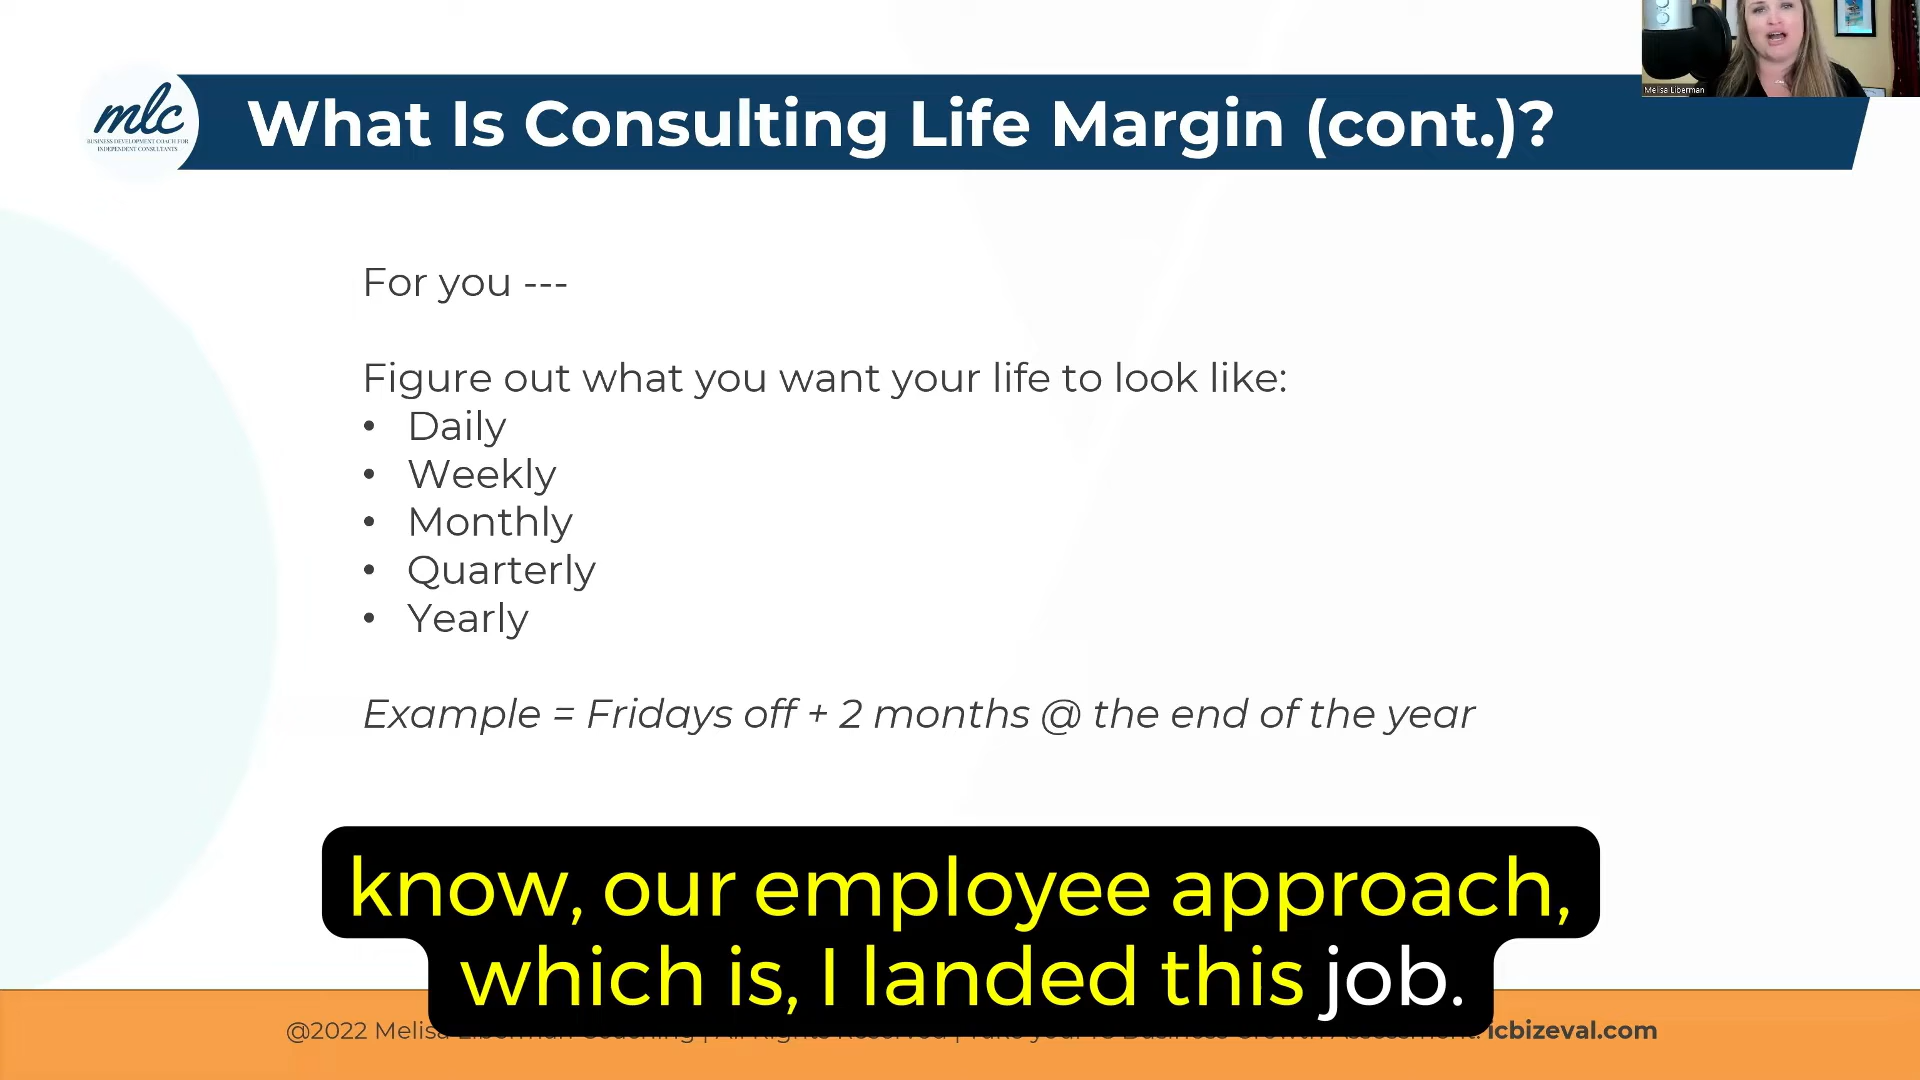 Melisa Liberman
mlc
BUSINESS DEVELOPMENT COACH FOR
INDEPENDENT CONSULTANTS
What Is Consulting Life Margin (cont.)?
For you ---
Figure out what you want your life to look like:
• Daily
• Weekly
• Monthly
• Quarterly
• Yearly
Example = Fridays off + 2 months @ the end of the year
know, our employee approach,
which is, I landed this job.
@2022 Melisa Liberman Coaching | All Rights Reserved | Take your IC Business Growth Assessment: icbizeval.com